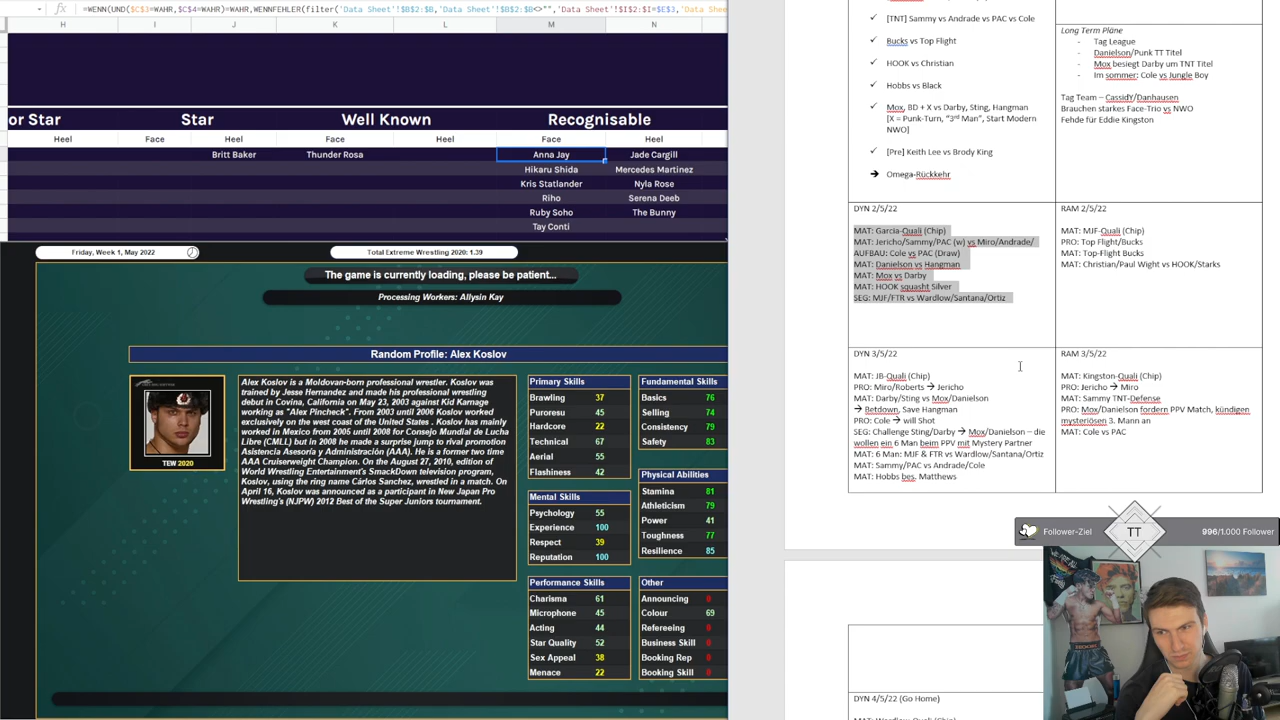 =WENN(UND($C$3=WAHR,$C$4=WAHR)=WAHR,WENNFEHLER(filter('Data Sheet'!$B$2:$B,'Data Sheet'!$B$2:$B<>"",'Data Sheet'!$I$2:$I=$E$3,'Data Shee
H I J K L M N
or Star Star Well Known Recognisable
Heel Face Heel Face Heel Face Heel
Britt Baker Thunder Rosa Anna Jay Jade Cargill
Hikaru Shida Mercedes Martinez
Kris Statlander Nyla Rose
Riho Serena Deeb
Ruby Soho The Bunny
Tay Conti
Friday, Week 1, May 2022
Total Extreme Wrestling 2020: 1.39
The game is currently loading, please be patient...
Processing Workers: Allysin Kay
Random Profile: Alex Koslov
TEW 2020
Alex Koslov is a Moldovan-born professional wrestler. Koslov was
trained by Jesse Hernandez and made his professional wrestling
debut in Covina, California on May 23, 2003 against Kid Karnage
working as "Alex Pincheck". From 2003 until 2006 Koslov worked
exclusively on the west coast of the United States . Koslov has mainly
worked in Mexico from 2005 until 2008 for Consejo Mundial de Lucha
Libre (CMLL) but in 2008 he made a surprise jump to rival promotion
Asistencia Asesoría y Administración (AAA). He is a former two time
AAA Cruiserweight Champion. On the August 27, 2010, edition of
World Wrestling Entertainment's SmackDown television program,
Koslov, using the ring name Cárlos Sanchez, wrestled in a match. On
April 16, Koslov was announced as a participant in New Japan Pro
Wrestling's (NJPW) 2012 Best of the Super Juniors tournament.
Primary Skills
Brawling 37
Puroresu 45
Hardcore 22
Technical 67
Aerial 55
Flashiness 42
Mental Skills
Psychology 55
Experience 100
Respect 39
Reputation 100
Performance Skills
Charisma 61
Microphone 45
Acting 44
Star Quality 52
Sex Appeal 38
Menace 22
Fundamental Skills
Basics 76
Selling 74
Consistency 79
Safety 83
Physical Abilities
Stamina 81
Athleticism 79
Power 41
Toughness 77
Resilience 85
Other
Announcing 0
Colour 69
Refereeing 0
Business Skill 0
Booking Rep 0
Booking Skill 0
✓ [TNT] Sammy vs Andrade vs PAC vs Cole
✓ Bucks vs Top Flight
✓ HOOK vs Christian
✓ Hobbs vs Black
✓ Mox, BD + X vs Darby, Sting, Hangman
[X = Punk-Turn, "3rd Man", Start Modern
NWO]
✓ [Pre] Keith Lee vs Brody King
➔ Omega-Rückkehr
Long Term Pläne
- Tag League
- Danielson/Punk TT Titel
- Mox besiegt Darby um TNT Titel
- Im sommer: Cole vs Jungle Boy
Tag Team – CassidY/Danhausen
Brauchen starkes Face-Trio vs NWO
Fehde für Eddie Kingston
DYN 2/5/22
MAT: Garcia-Quali (Chip)
MAT: Jericho/Sammy/PAC (w) vs Miro/Andrade/
AUFBAU: Cole vs PAC (Draw)
MAT: Danielson vs Hangman
MAT: Mox vs Darby
MAT: HOOK squasht Silver
SEG: MJF/FTR vs Wardlow/Santana/Ortiz
RAM 2/5/22
MAT: MJF-Quali (Chip)
PRO: Top Flight/Bucks
MAT: Top-Flight Bucks
MAT: Christian/Paul Wight vs HOOK/Starks
DYN 3/5/22
MAT: JB-Quali (Chip)
PRO: Miro/Roberts → Jericho
MAT: Darby/Sting vs Mox/Danielson
→ Betdown, Save Hangman
PRO: Cole → will Shot
SEG: Challenge Sting/Darby → Mox/Danielson – die
wollen ein 6 Man beim PPV mit Mystery Partner
MAT: 6 Man: MJF & FTR vs Wardlow/Santana/Ortiz
MAT: Sammy/PAC vs Andrade/Cole
MAT: Hobbs bes. Matthews
RAM 3/5/22
MAT: Kingston-Quali (Chip)
PRO: Jericho → Miro
MAT: Sammy TNT-Defense
PRO: Mox/Danielson fordern PPV Match, kündigen
mysteriösen 3. Mann an
MAT: Cole vs PAC
Follower-Ziel TT 996/1.000 Follower
DYN 4/5/22 (Go Home)